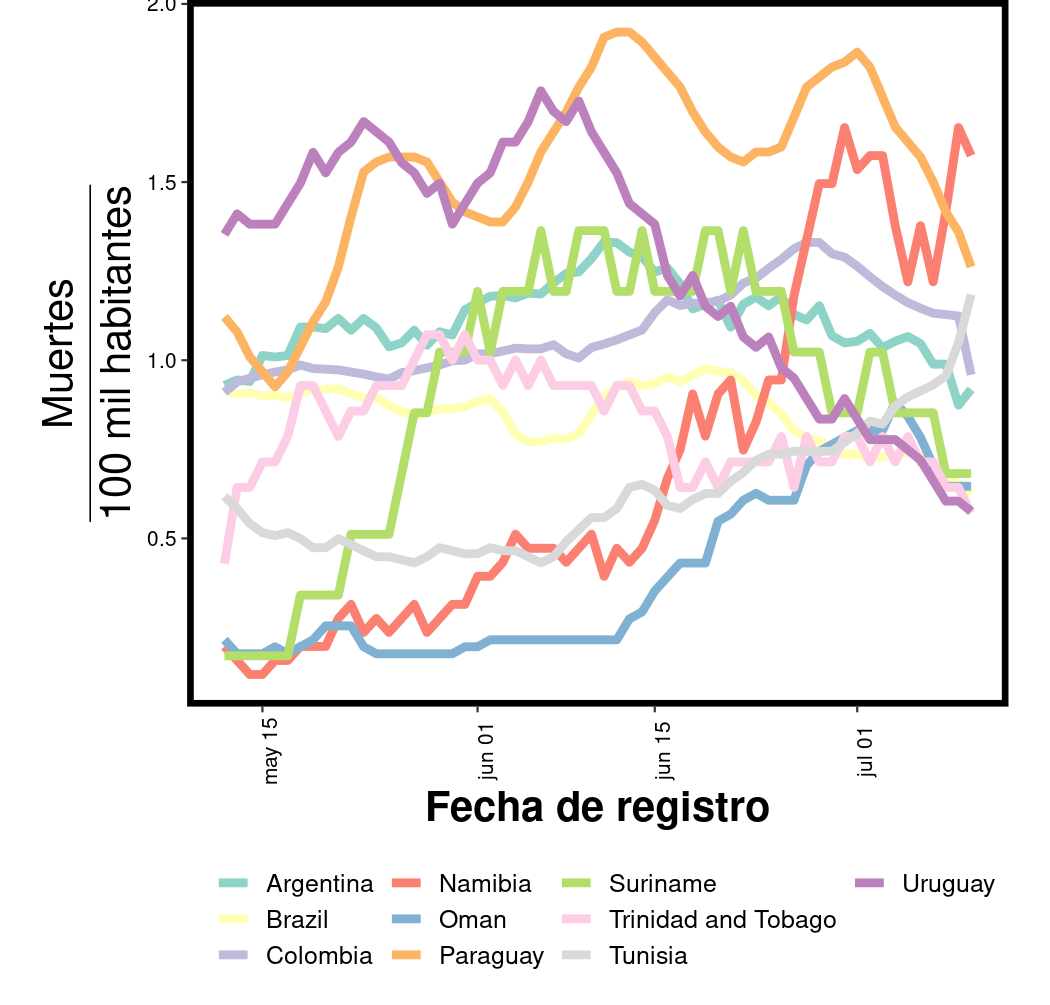 2.0
1.5
1.0
0.5
Muertes
100 mil habitantes
may 15
jun 01
jun 15
jul 01
Fecha de registro
Argentina Namibia Suriname Uruguay
Brazil Oman Trinidad and Tobago
Colombia Paraguay Tunisia